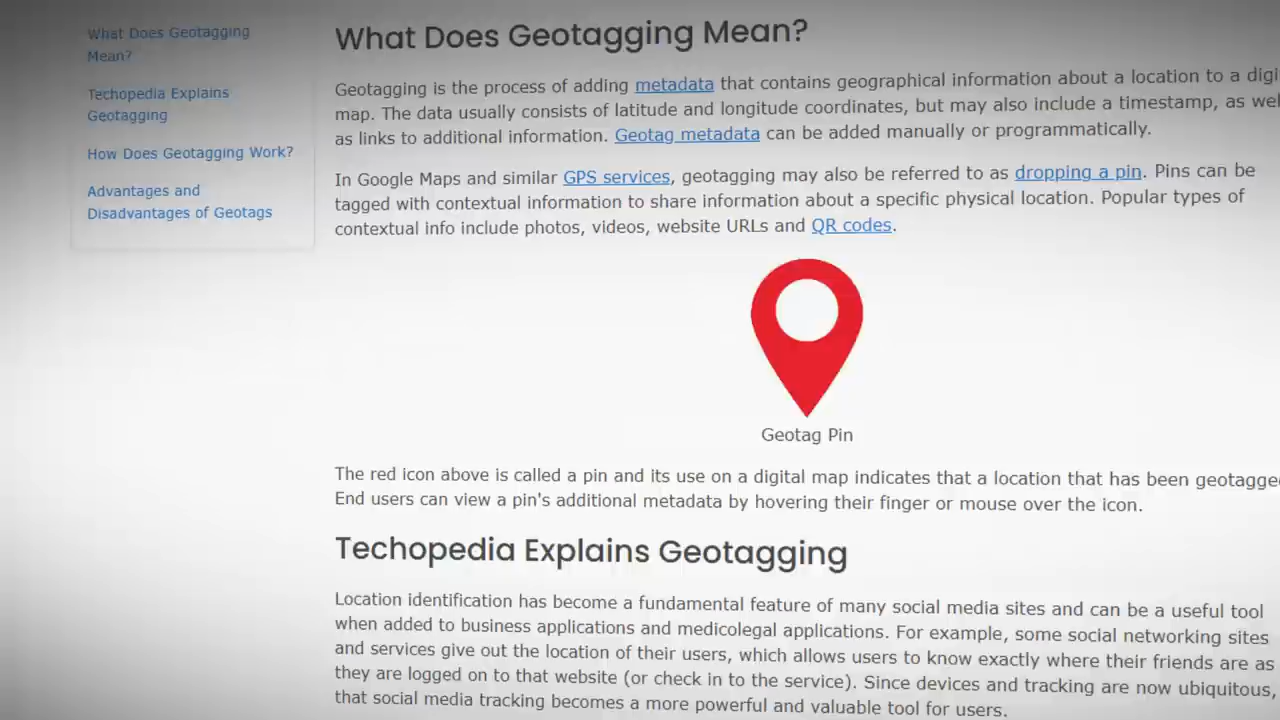 What Does Geotagging
Mean?
Techopedia Explains
Geotagging
How Does Geotagging Work?
Advantages and
Disadvantages of Geotags
What Does Geotagging Mean?
Geotagging is the process of adding metadata that contains geographical information about a location to a digi
map. The data usually consists of latitude and longitude coordinates, but may also include a timestamp, as wel
as links to additional information. Geotag metadata can be added manually or programmatically.
In Google Maps and similar GPS services, geotagging may also be referred to as dropping a pin. Pins can be
tagged with contextual information to share information about a specific physical location. Popular types of
contextual info include photos, videos, website URLs and QR codes.
Geotag Pin
The red icon above is called a pin and its use on a digital map indicates that a location that has been geotagge
End users can view a pin's additional metadata by hovering their finger or mouse over the icon.
Techopedia Explains Geotagging
Location identification has become a fundamental feature of many social media sites and can be a useful tool
when added to business applications and medicolegal applications. For example, some social networking sites
and services give out the location of their users, which allows users to know exactly where their friends are as
they are logged on to that website (or check in to the service). Since devices and tracking are now ubiquitous,
that social media tracking becomes a more powerful and valuable tool for users.